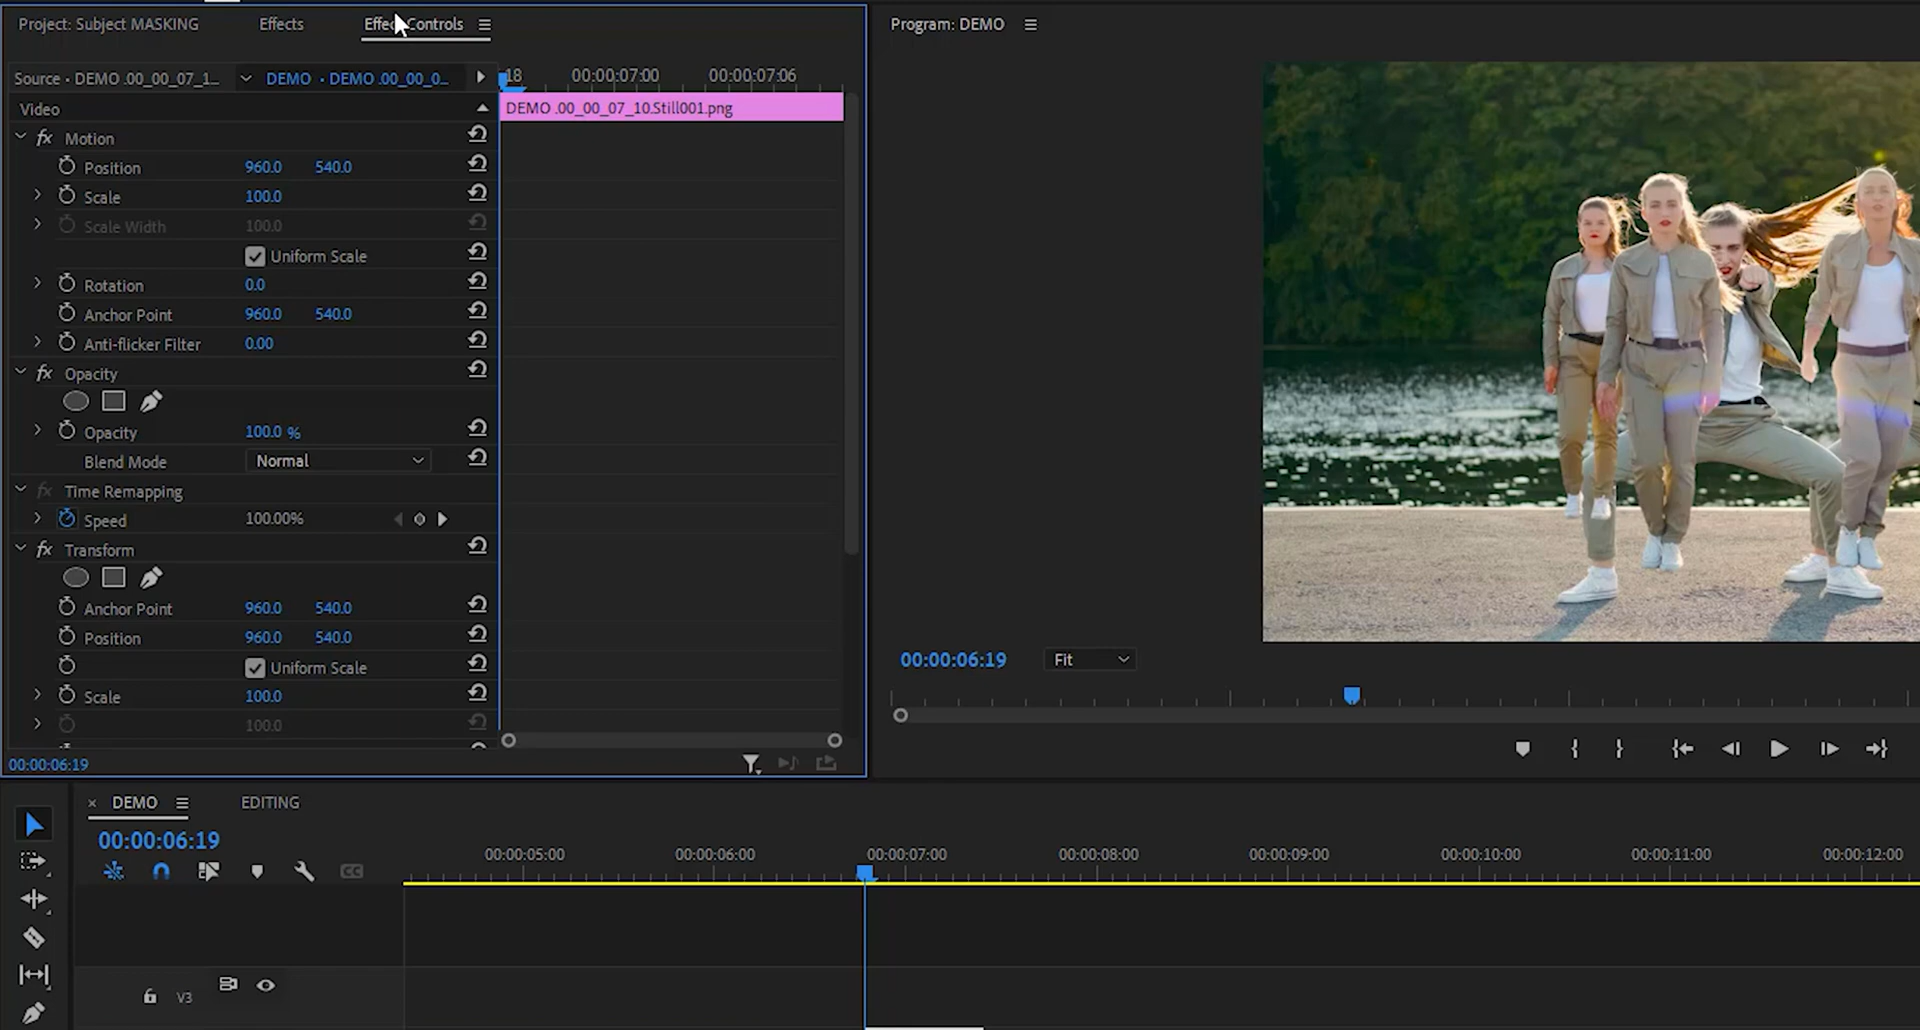 Project: Subject MASKING
Effects
Effect Controls
Program: DEMO
Source · DEMO .00_00_07_1...
DEMO · DEMO .00_00_0...
18
00:00:07:00
00:00:07:06
Video
DEMO .00_00_07_10.Still001.png
fx Motion
Position 960.0 540.0
Scale 100.0
Scale Width 100.0
Uniform Scale
Rotation 0.0
Anchor Point 960.0 540.0
Anti-flicker Filter 0.00
fx Opacity
Opacity 100.0 %
Blend Mode Normal
fx Time Remapping
Speed 100.00%
fx Transform
Anchor Point 960.0 540.0
Position 960.0 540.0
Uniform Scale
Scale 100.0
100.0
00:00:06:19
00:00:06:19
Fit
× DEMO
EDITING
00:00:06:19
CC
00:00:05:00
00:00:06:00
00:00:07:00
00:00:08:00
00:00:09:00
00:00:10:00
00:00:11:00
00:00:12:00
V3